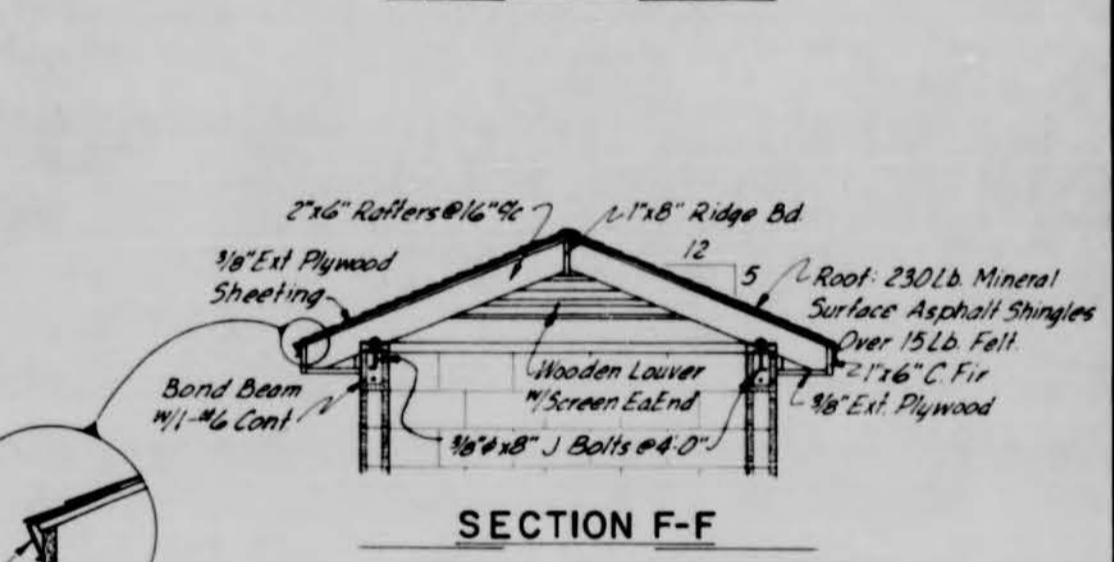 2"x6" Rafters @ 16" o/c
1"x8" Ridge Bd.
3/8" Ext Plywood
Sheeting
12
5
Roof: 230 Lb. Mineral
Surface Asphalt Shingles
Over 15 Lb. Felt.
1"x6" C. Fir
3/8" Ext. Plywood
Wooden Louver
w/Screen Ea End
Bond Beam
w/1-#6 Cont
3/8"φ x8" J Bolts @ 4'-0"
SECTION F-F